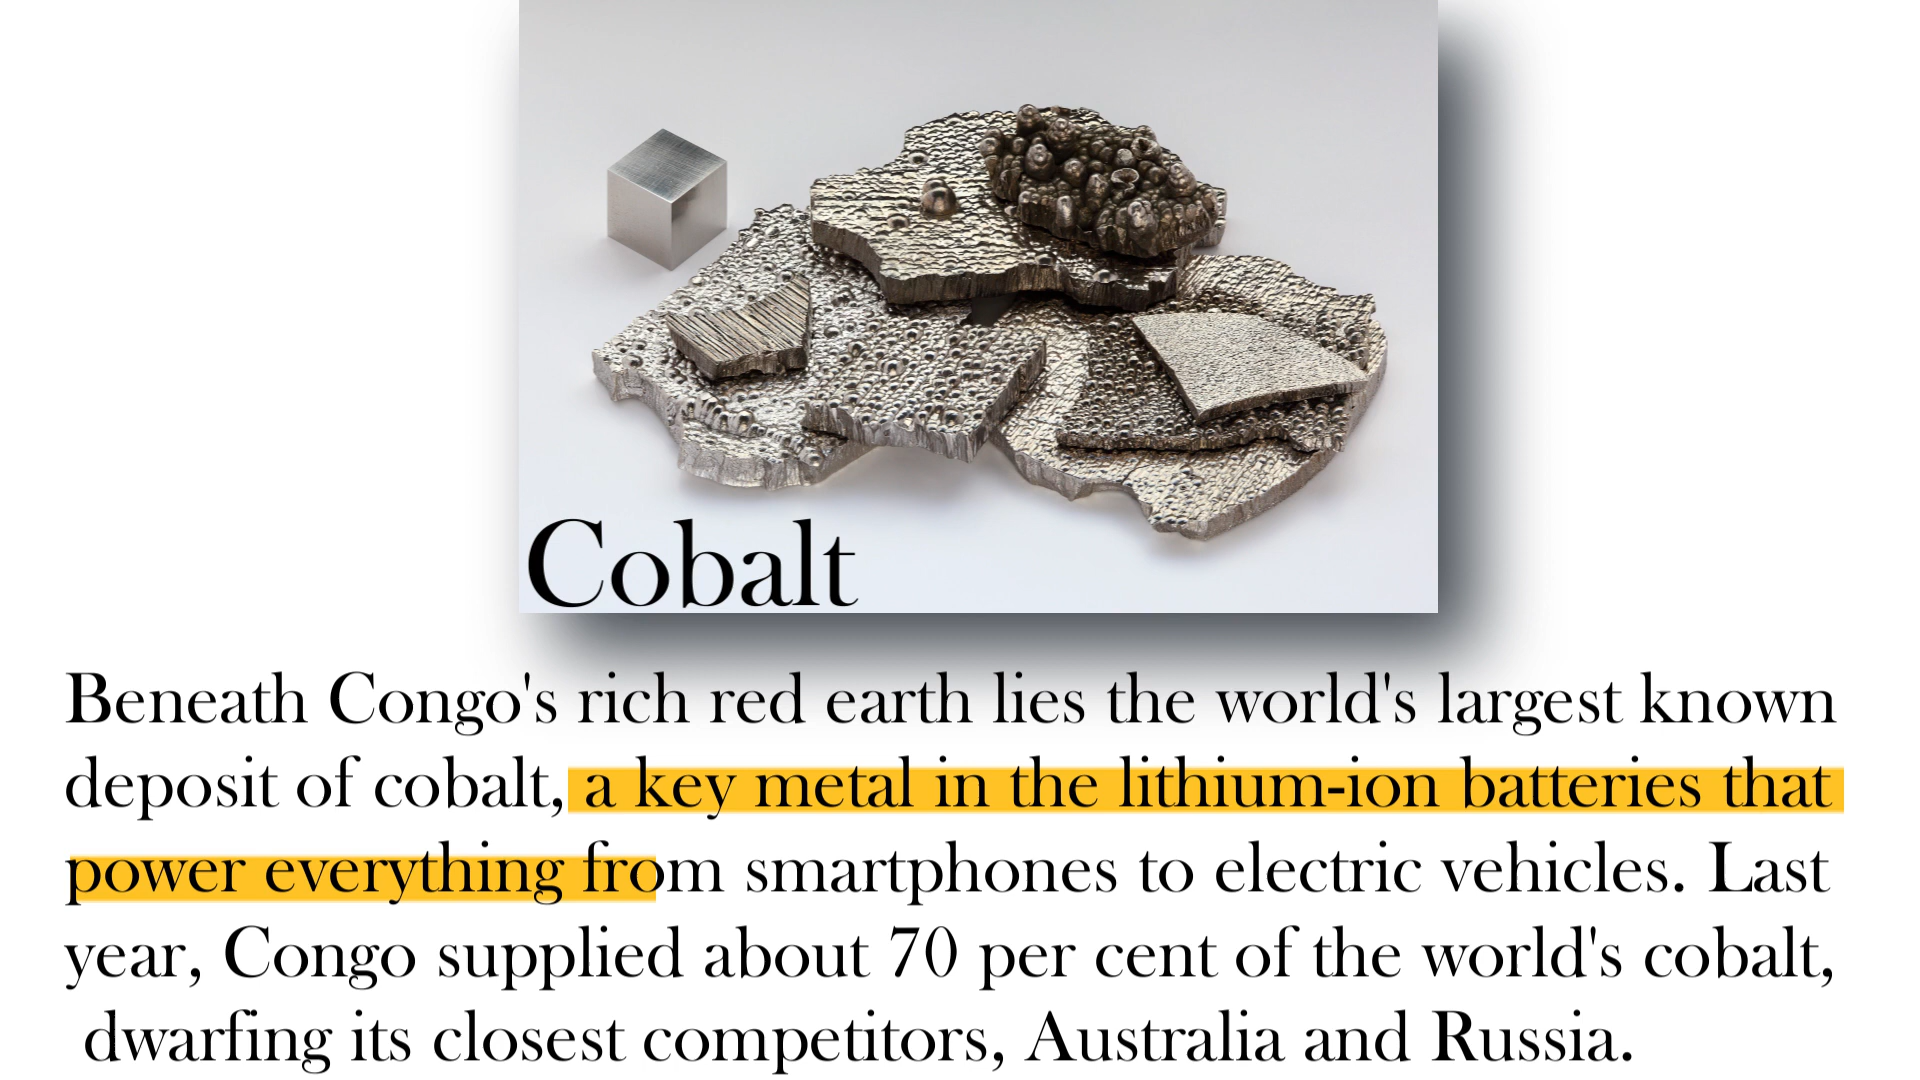 Cobalt
Beneath Congo's rich red earth lies the world's largest known
deposit of cobalt, a key metal in the lithium-ion batteries that
power everything from smartphones to electric vehicles. Last
year, Congo supplied about 70 per cent of the world's cobalt,
dwarfing its closest competitors, Australia and Russia.